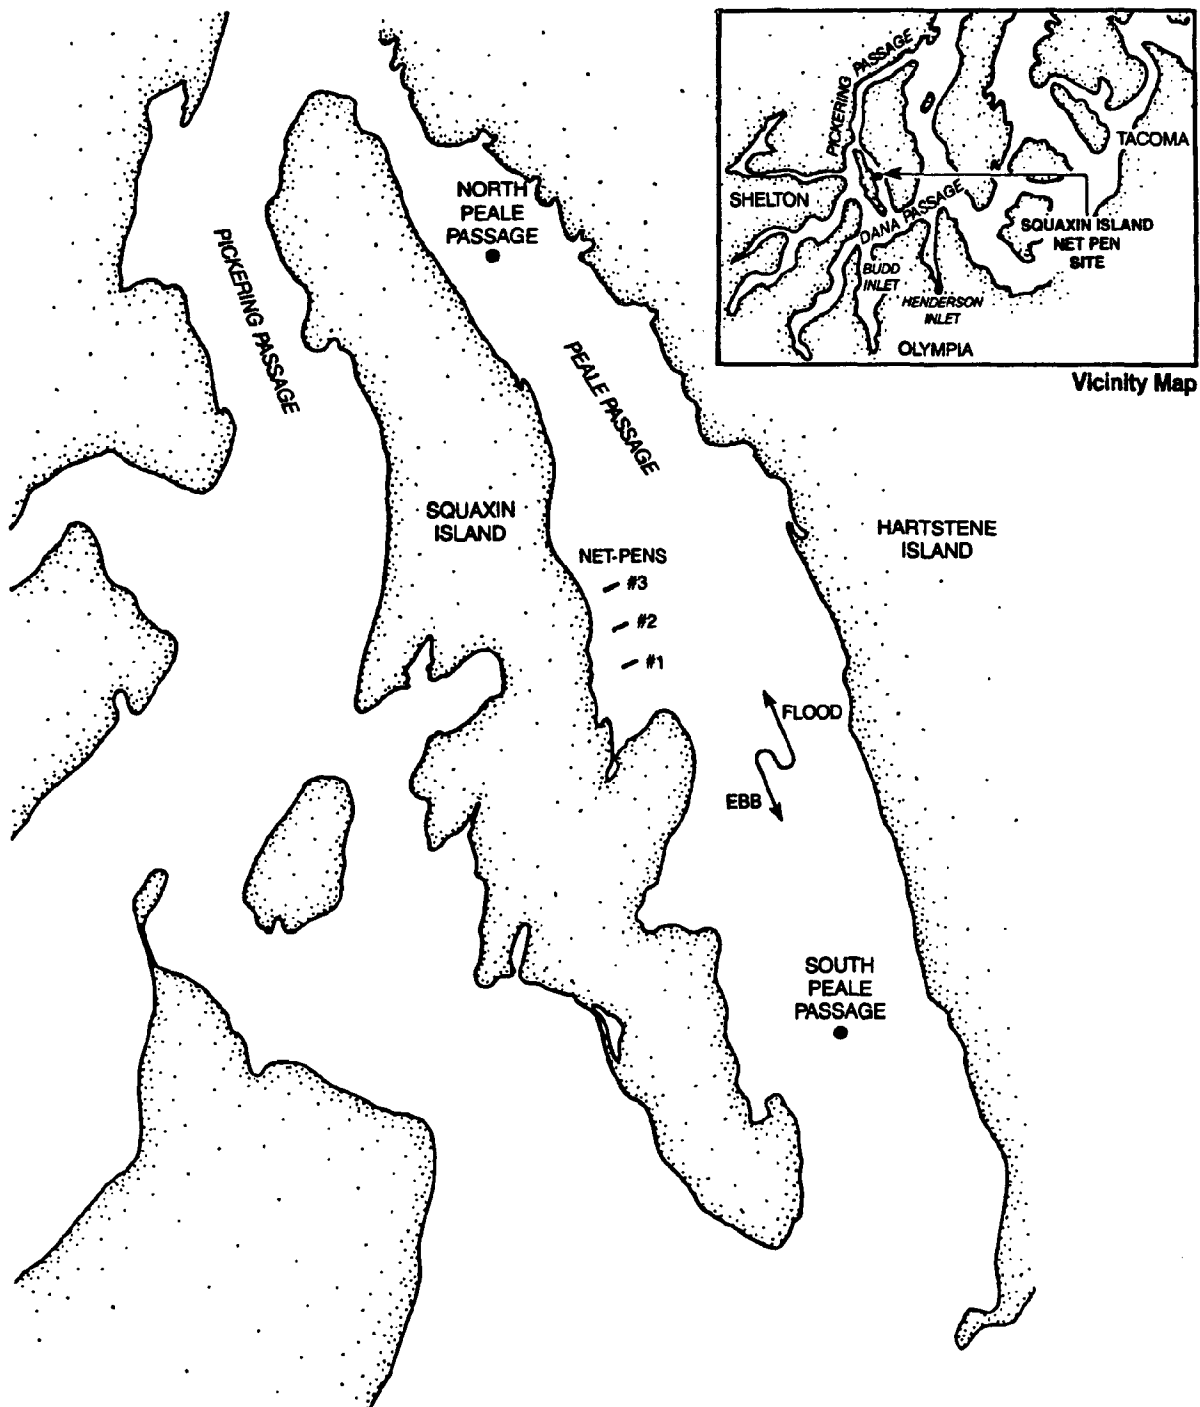 NORTH
PEALE
PASSAGE
PICKERING PASSAGE
PEALE PASSAGE
SQUAXIN
ISLAND
HARTSTENE
ISLAND
NET-PENS
#3
#2
#1
FLOOD
EBB
SOUTH
PEALE
PASSAGE
PICKERING PASSAGE
TACOMA
SHELTON
DANA PASSAGE
SQUAXIN ISLAND
NET PEN
SITE
BUDD
INLET
HENDERSON
INLET
OLYMPIA
Vicinity Map